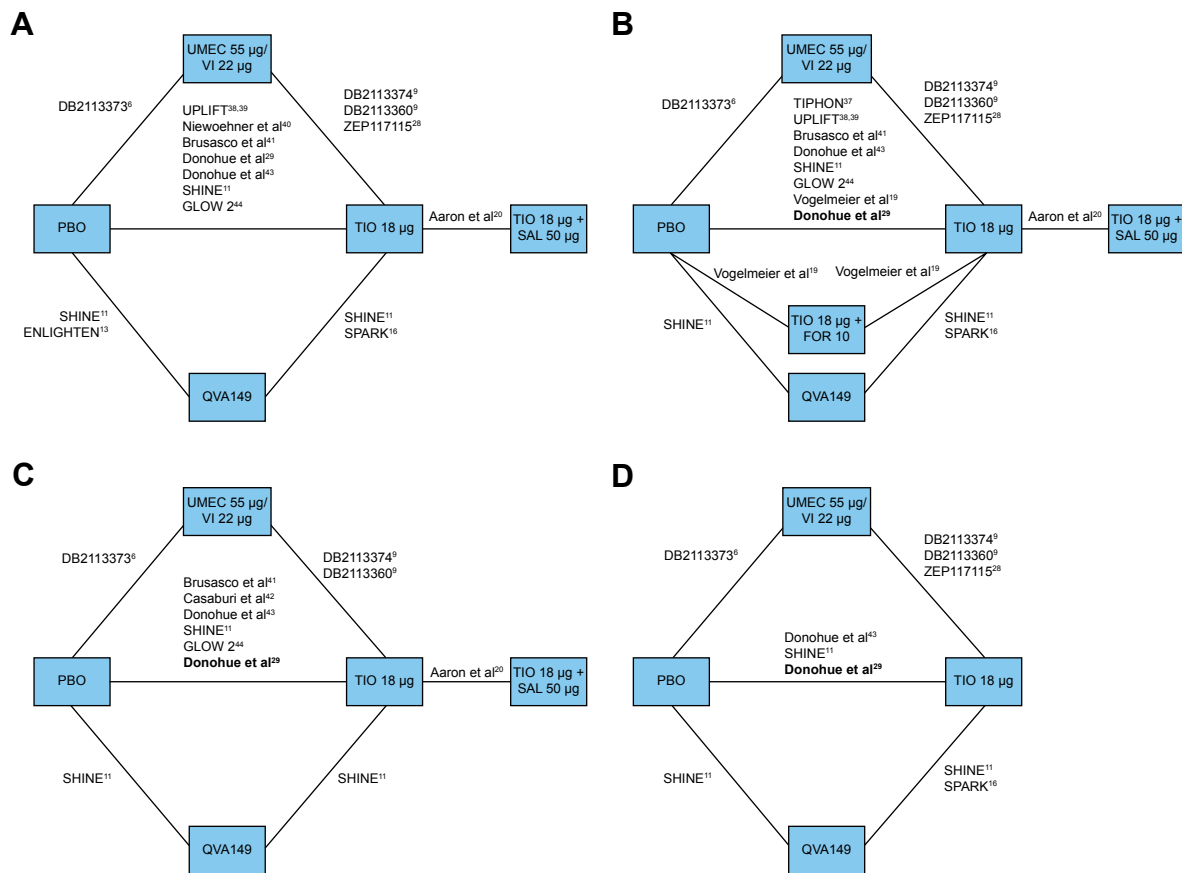 A
UMEC 55 µg/
VI 22 µg
DB2113373⁶
DB2113374⁹
DB2113360⁹
ZEP117115²⁸
UPLIFT³⁸,³⁹
Niewoehner et al⁴⁰
Brusasco et al⁴¹
Donohue et al²⁹
Donohue et al⁴³
SHINE¹¹
GLOW 2⁴⁴
PBO
TIO 18 µg
Aaron et al²⁰
TIO 18 µg +
SAL 50 µg
SHINE¹¹
ENLIGHTEN¹³
SHINE¹¹
SPARK¹⁶
QVA149
B
UMEC 55 µg/
VI 22 µg
DB2113373⁶
DB2113374⁹
DB2113360⁹
ZEP117115²⁸
TIPHON³⁷
UPLIFT³⁸,³⁹
Brusasco et al⁴¹
Donohue et al⁴³
SHINE¹¹
GLOW 2⁴⁴
Vogelmeier et al¹⁹
Donohue et al²⁹
PBO
TIO 18 µg
Aaron et al²⁰
TIO 18 µg +
SAL 50 µg
Vogelmeier et al¹⁹
Vogelmeier et al¹⁹
SHINE¹¹
TIO 18 µg +
FOR 10
SHINE¹¹
SPARK¹⁶
QVA149
C
UMEC 55 µg/
VI 22 µg
DB2113373⁶
DB2113374⁹
DB2113360⁹
Brusasco et al⁴¹
Casaburi et al⁴²
Donohue et al⁴³
SHINE¹¹
GLOW 2⁴⁴
Donohue et al²⁹
PBO
TIO 18 µg
Aaron et al²⁰
TIO 18 µg +
SAL 50 µg
SHINE¹¹
SHINE¹¹
QVA149
D
UMEC 55 µg/
VI 22 µg
DB2113373⁶
DB2113374⁹
DB2113360⁹
ZEP117115²⁸
Donohue et al⁴³
SHINE¹¹
Donohue et al²⁹
PBO
TIO 18 µg
SHINE¹¹
SHINE¹¹
SPARK¹⁶
QVA149